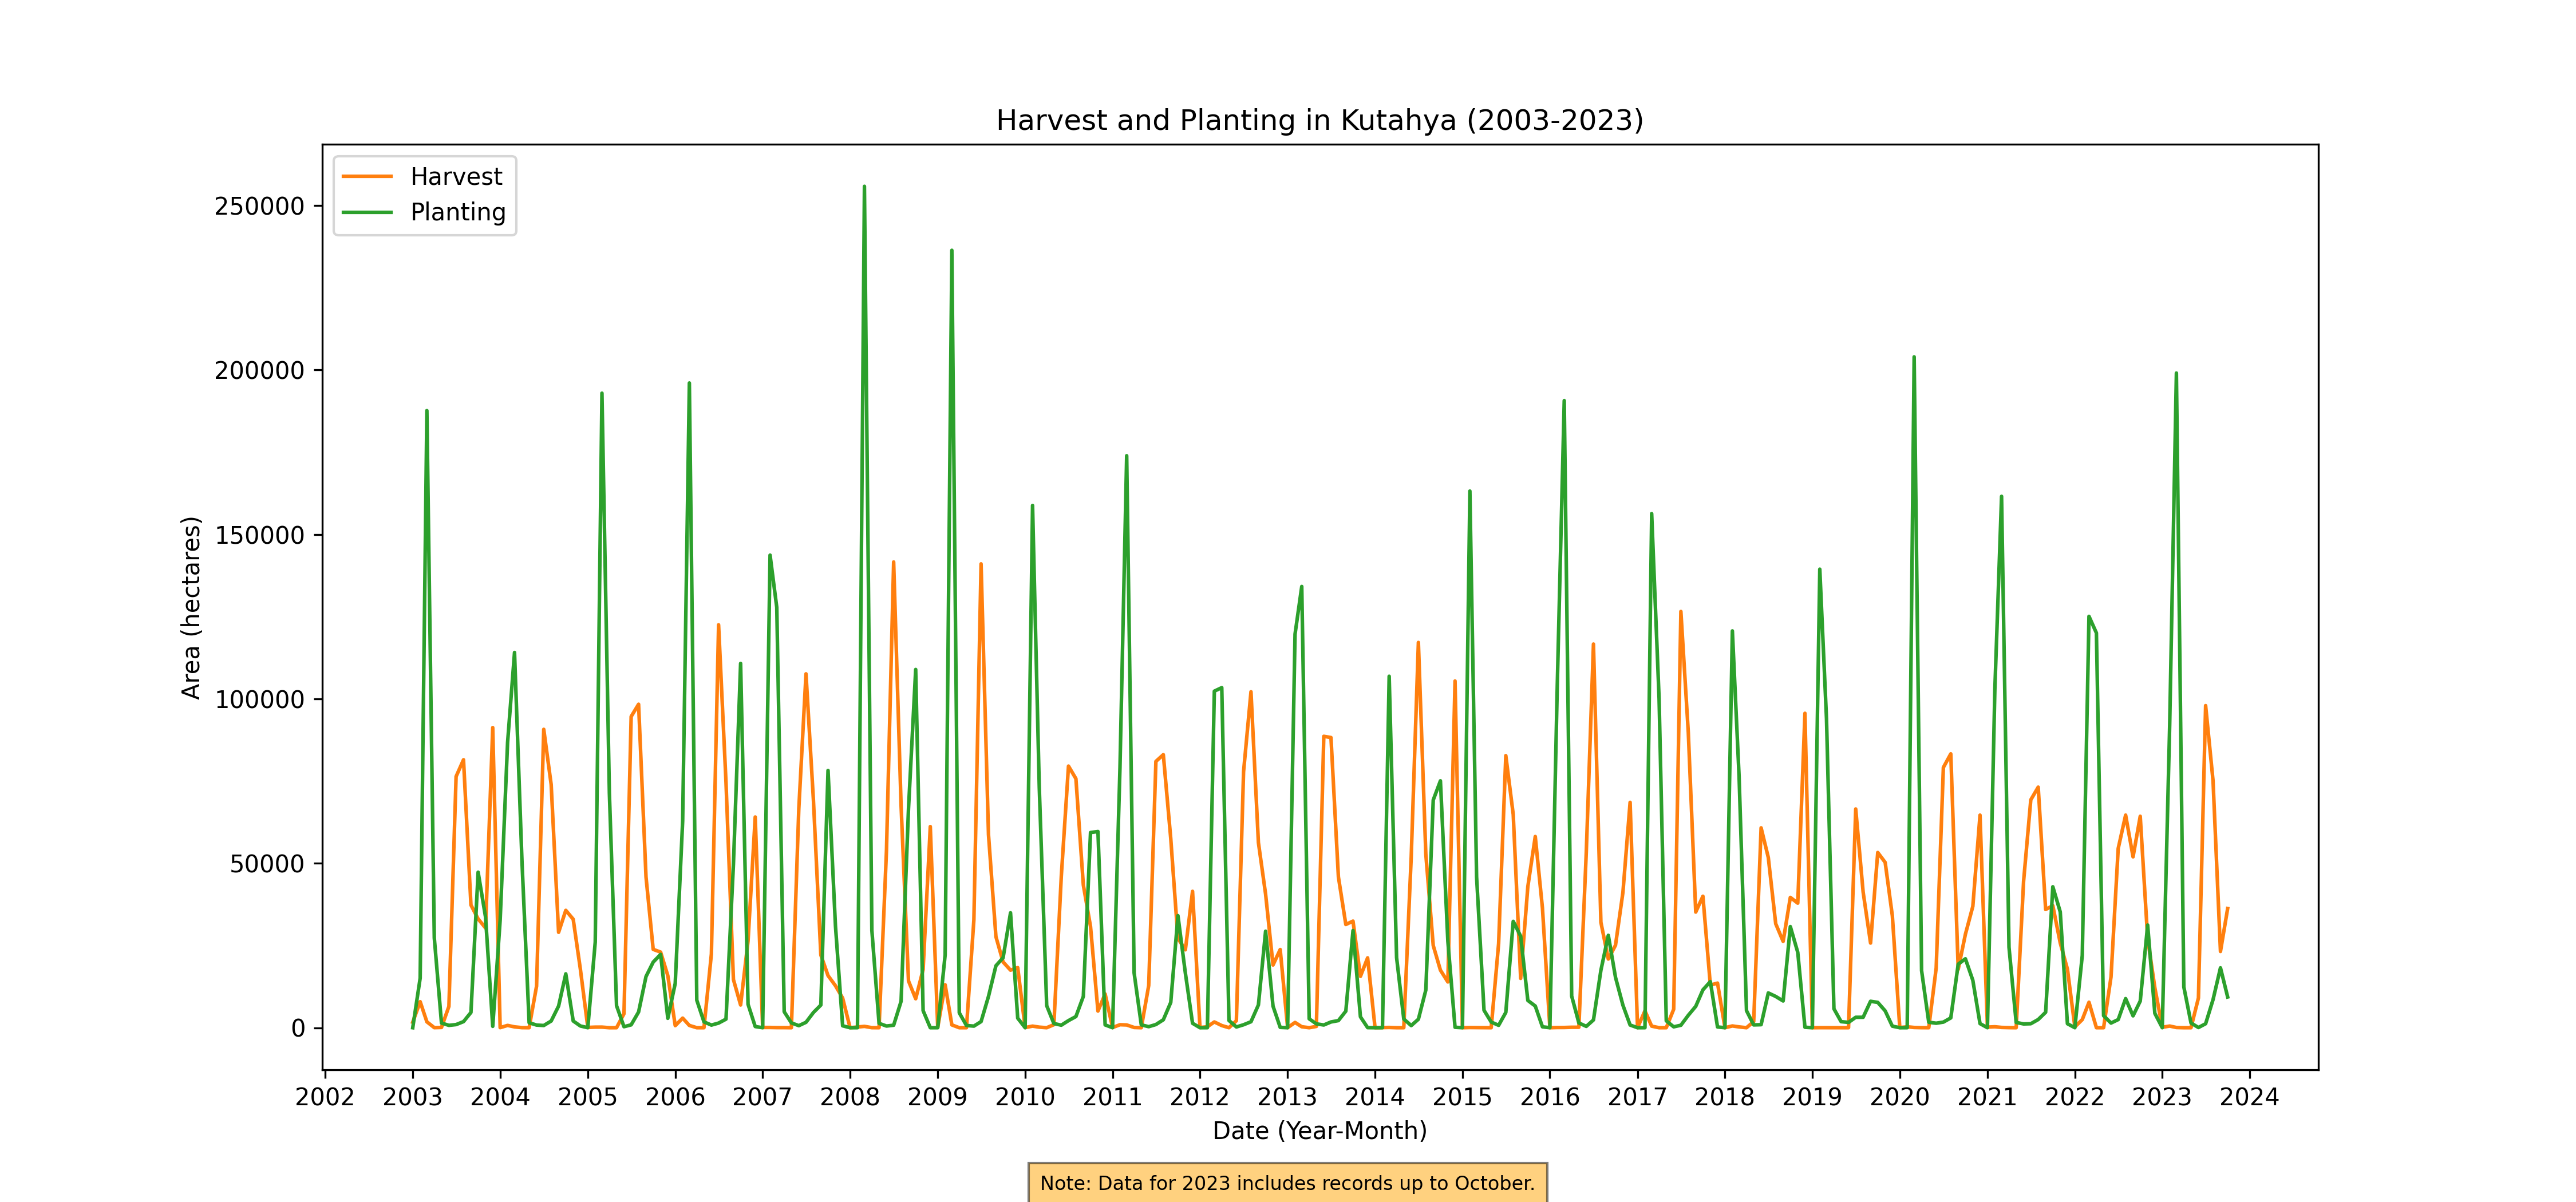 Harvest and Planting in Kutahya (2003-2023)
Harvest
Planting
250000
200000
150000
100000
50000
0
Area (hectares)
2002 2003 2004 2005 2006 2007 2008 2009 2010 2011 2012 2013 2014 2015 2016 2017 2018 2019 2020 2021 2022 2023 2024
Date (Year-Month)
Note: Data for 2023 includes records up to October.